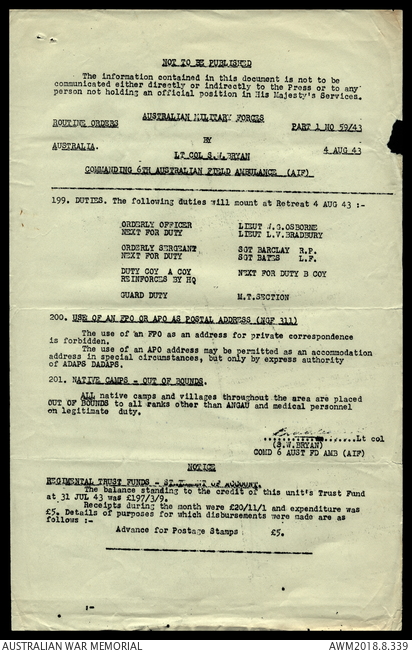 NOT TO BE PUBLISHED
The information contained in this document is not to be
communicated either directly or indirectly to the Press or to any
person not holding an official position in His Majesty's Services.
AUSTRALIAN MILITARY FORCES
ROUTINE ORDERS PART 1 NO 59/43
BY
AUSTRALIA. 4 AUG 43
LT COL S.W.BRYAN
COMMANDING 6TH AUSTRALIAN FIELD AMBULANCE (AIF)
199. DUTIES. The following duties will mount at Retreat 4 AUG 43 :-
ORDERLY OFFICER LIEUT W.G.OSBORNE
NEXT FOR DUTY LIEUT L.V.BRADBURY
ORDERLY SERGEANT SGT BARCLAY R.P.
NEXT FOR DUTY SGT BATES L.F.
DUTY COY A COY NEXT FOR DUTY B COY
REINFORCES BY HQ
GUARD DUTY M.T.SECTION
200. USE OF AN FPO OR APO AS POSTAL ADDRESS (NGF 311)
The use of an FPO as an address for private correspondence
is forbidden.
The use of an APO address may be permitted as an accommodation
address in special circumstances, but only by express authority
of ADAPS DADAPS.
201. NATIVE CAMPS - OUT OF BOUNDS.
ALL native camps and villages throughout the area are placed
OUT OF BOUNDS to all ranks other than ANGAU and medical personnel
on legitimate duty.
Lt col
(S.W.BRYAN)
COMD 6 AUST FD AMB (AIF)
NOTICE
REGIMENTAL TRUST FUNDS - STATEMENT OF ACCOUNT.
The balance standing to the credit of this unit's Trust Fund
at 31 JUL 43 was £197/3/9.
Receipts during the month were £20/11/1 and expenditure was
£5. Details of purposes for which disbursements were made are as
follows :-
Advance for Postage Stamps £5.
:-
AUSTRALIAN WAR MEMORIAL AWM2018.8.339